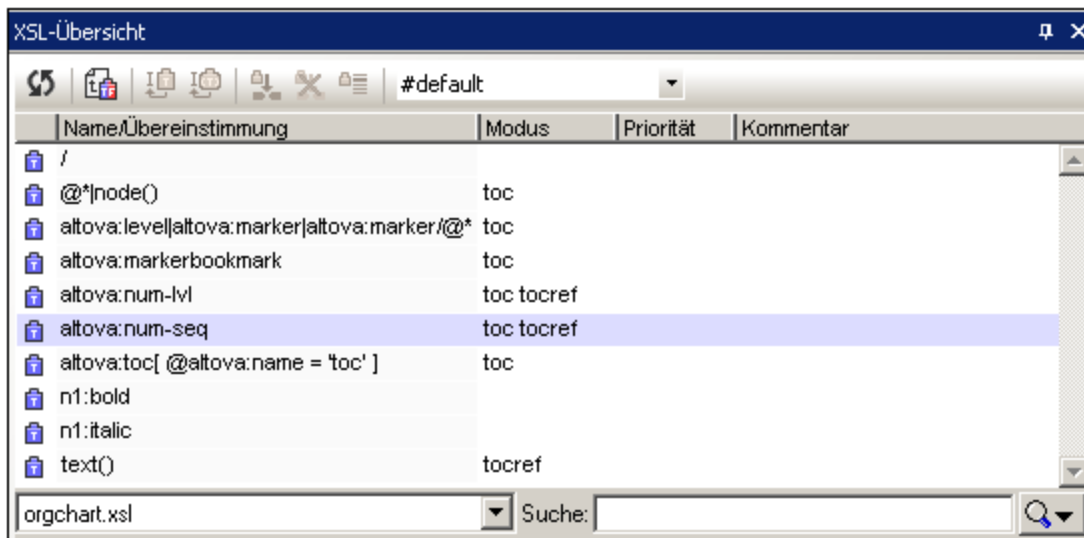 XSL-Übersicht
#default
Name/Übereinstimmung Modus Priorität Kommentar
/
@*|node() toc
altova:level|altova:marker|altova:marker/@* toc
altova:markerbookmark toc
altova:num-lvl toc tocref
altova:num-seq toc tocref
altova:toc[ @altova:name = 'toc' ] toc
n1:bold
n1:italic
text() tocref
orgchart.xsl Suche: